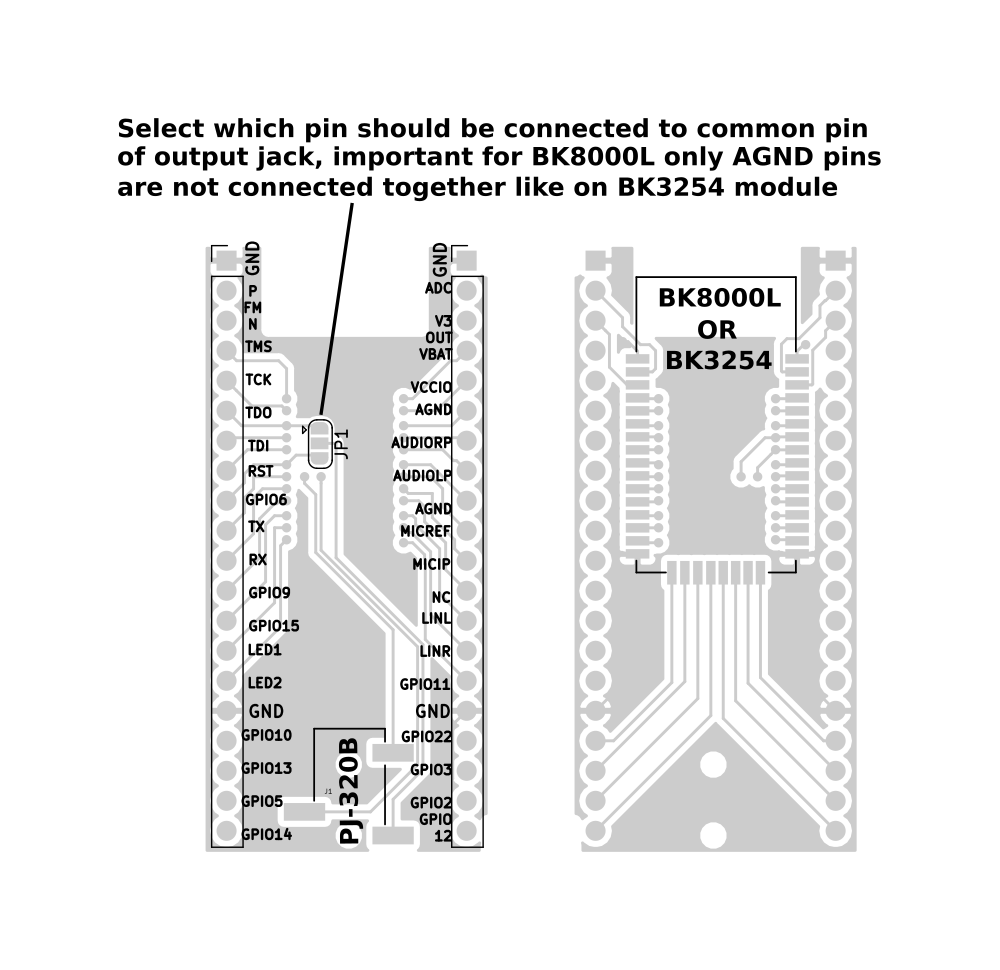 Select which pin should be connected to common pin
of output jack, important for BK8000L only AGND pins
are not connected together like on BK3254 module
GND
P
FM
N
TMS
TCK
TDO
TDI
RST
GPIO6
TX
RX
GPIO9
GPIO15
LED1
LED2
GND
GPIO10
GPIO13
GPIO5
GPIO14
JP1
J1
PJ-320B
GND
ADC
V3
OUT
VBAT
VCCIO
AGND
AUDIORP
AUDIOLP
AGND
MICREF
MICIP
NC
LINL
LINR
GPIO11
GND
GPIO22
GPIO3
GPIO2
GPIO
12
BK8000L
OR
BK3254